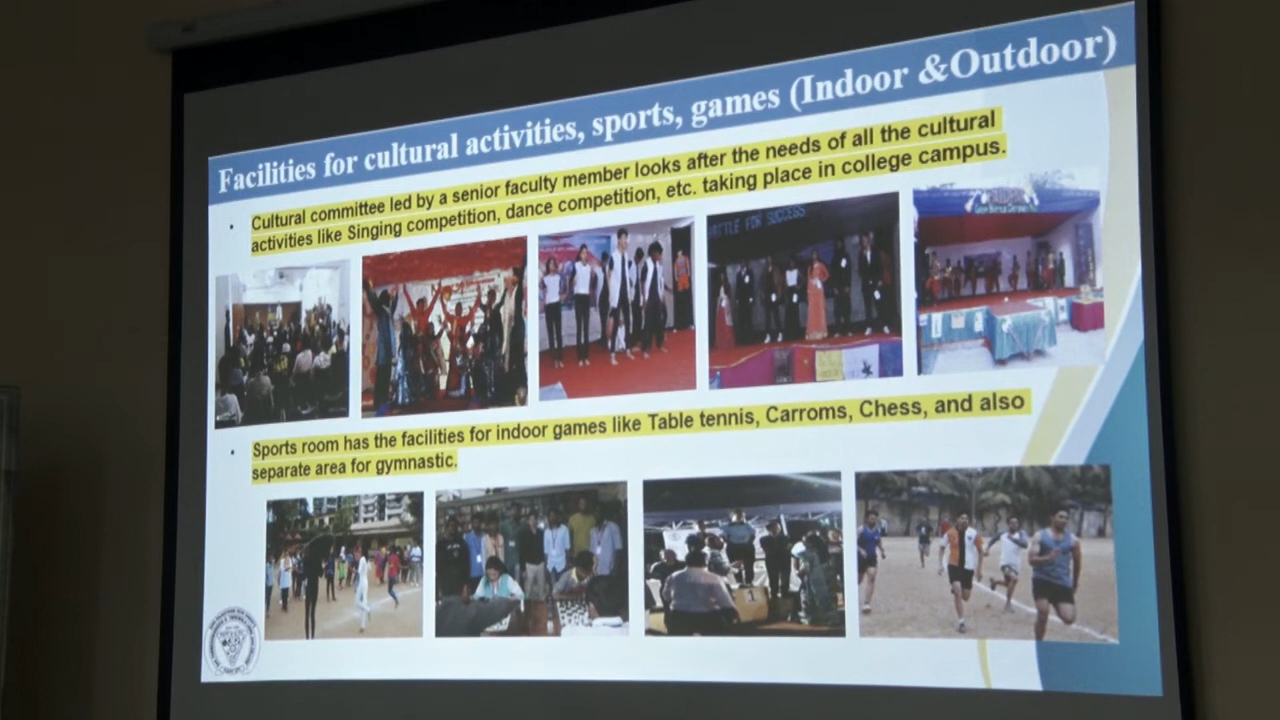 Facilities for cultural activities, sports, games (Indoor &Outdoor)
• Cultural committee led by a senior faculty member looks after the needs of all the cultural
activities like Singing competition, dance competition, etc. taking place in college campus.
BATTLE FOR SUCCESS
• Sports room has the facilities for indoor games like Table tennis, Carroms, Chess, and also
separate area for gymnastic.
1